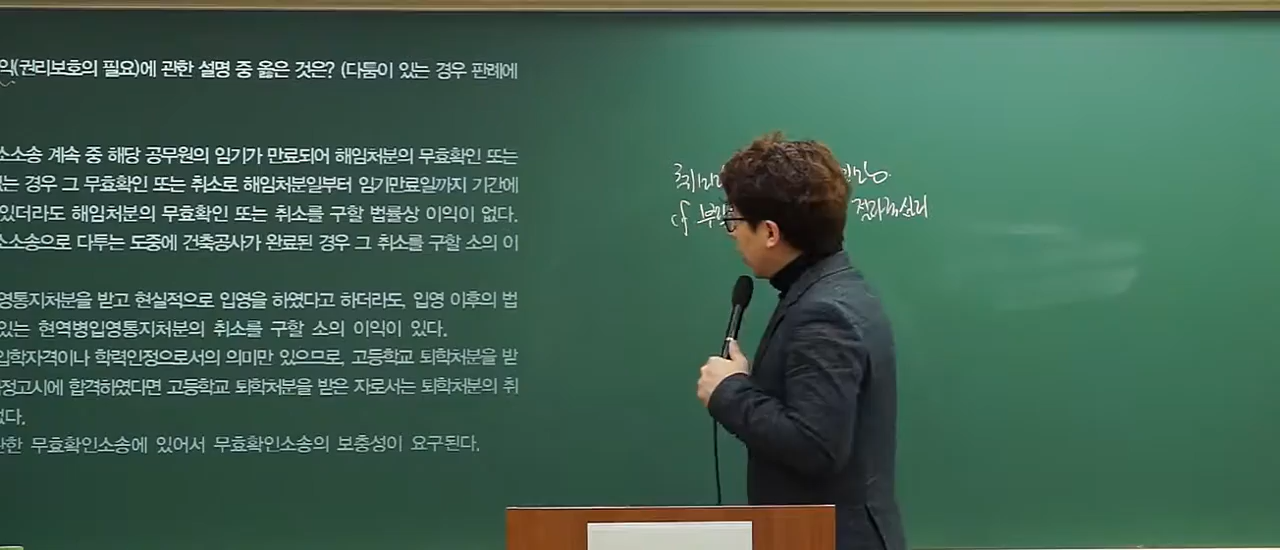 익(권리보호의 필요)에 관한 설명 중 옳은 것은? (다툼이 있는 경우 판례에
소소송 계속 중 해당 공무원의 임기가 만료되어 해임처분의 무효확인 또는
있는 경우 그 무효확인 또는 취소로 해임처분일부터 임기만료일까지 기간에
있더라도 해임처분의 무효확인 또는 취소를 구할 법률상 이익이 없다.
소소송으로 다투는 도중에 건축공사가 완료된 경우 그 취소를 구할 소의 이
영통지처분을 받고 현실적으로 입영을 하였다고 하더라도, 입영 이후의 법
있는 현역병입영통지처분의 취소를 구할 소의 이익이 있다.
입학자격이나 학력인정으로서의 의미만 있으므로, 고등학교 퇴학처분을 받
정고시에 합격하였다면 고등학교 퇴학처분을 받은 자로서는 퇴학처분의 취
없다.
관한 무효확인소송에 있어서 무효확인소송의 보충성이 요구된다.
cf